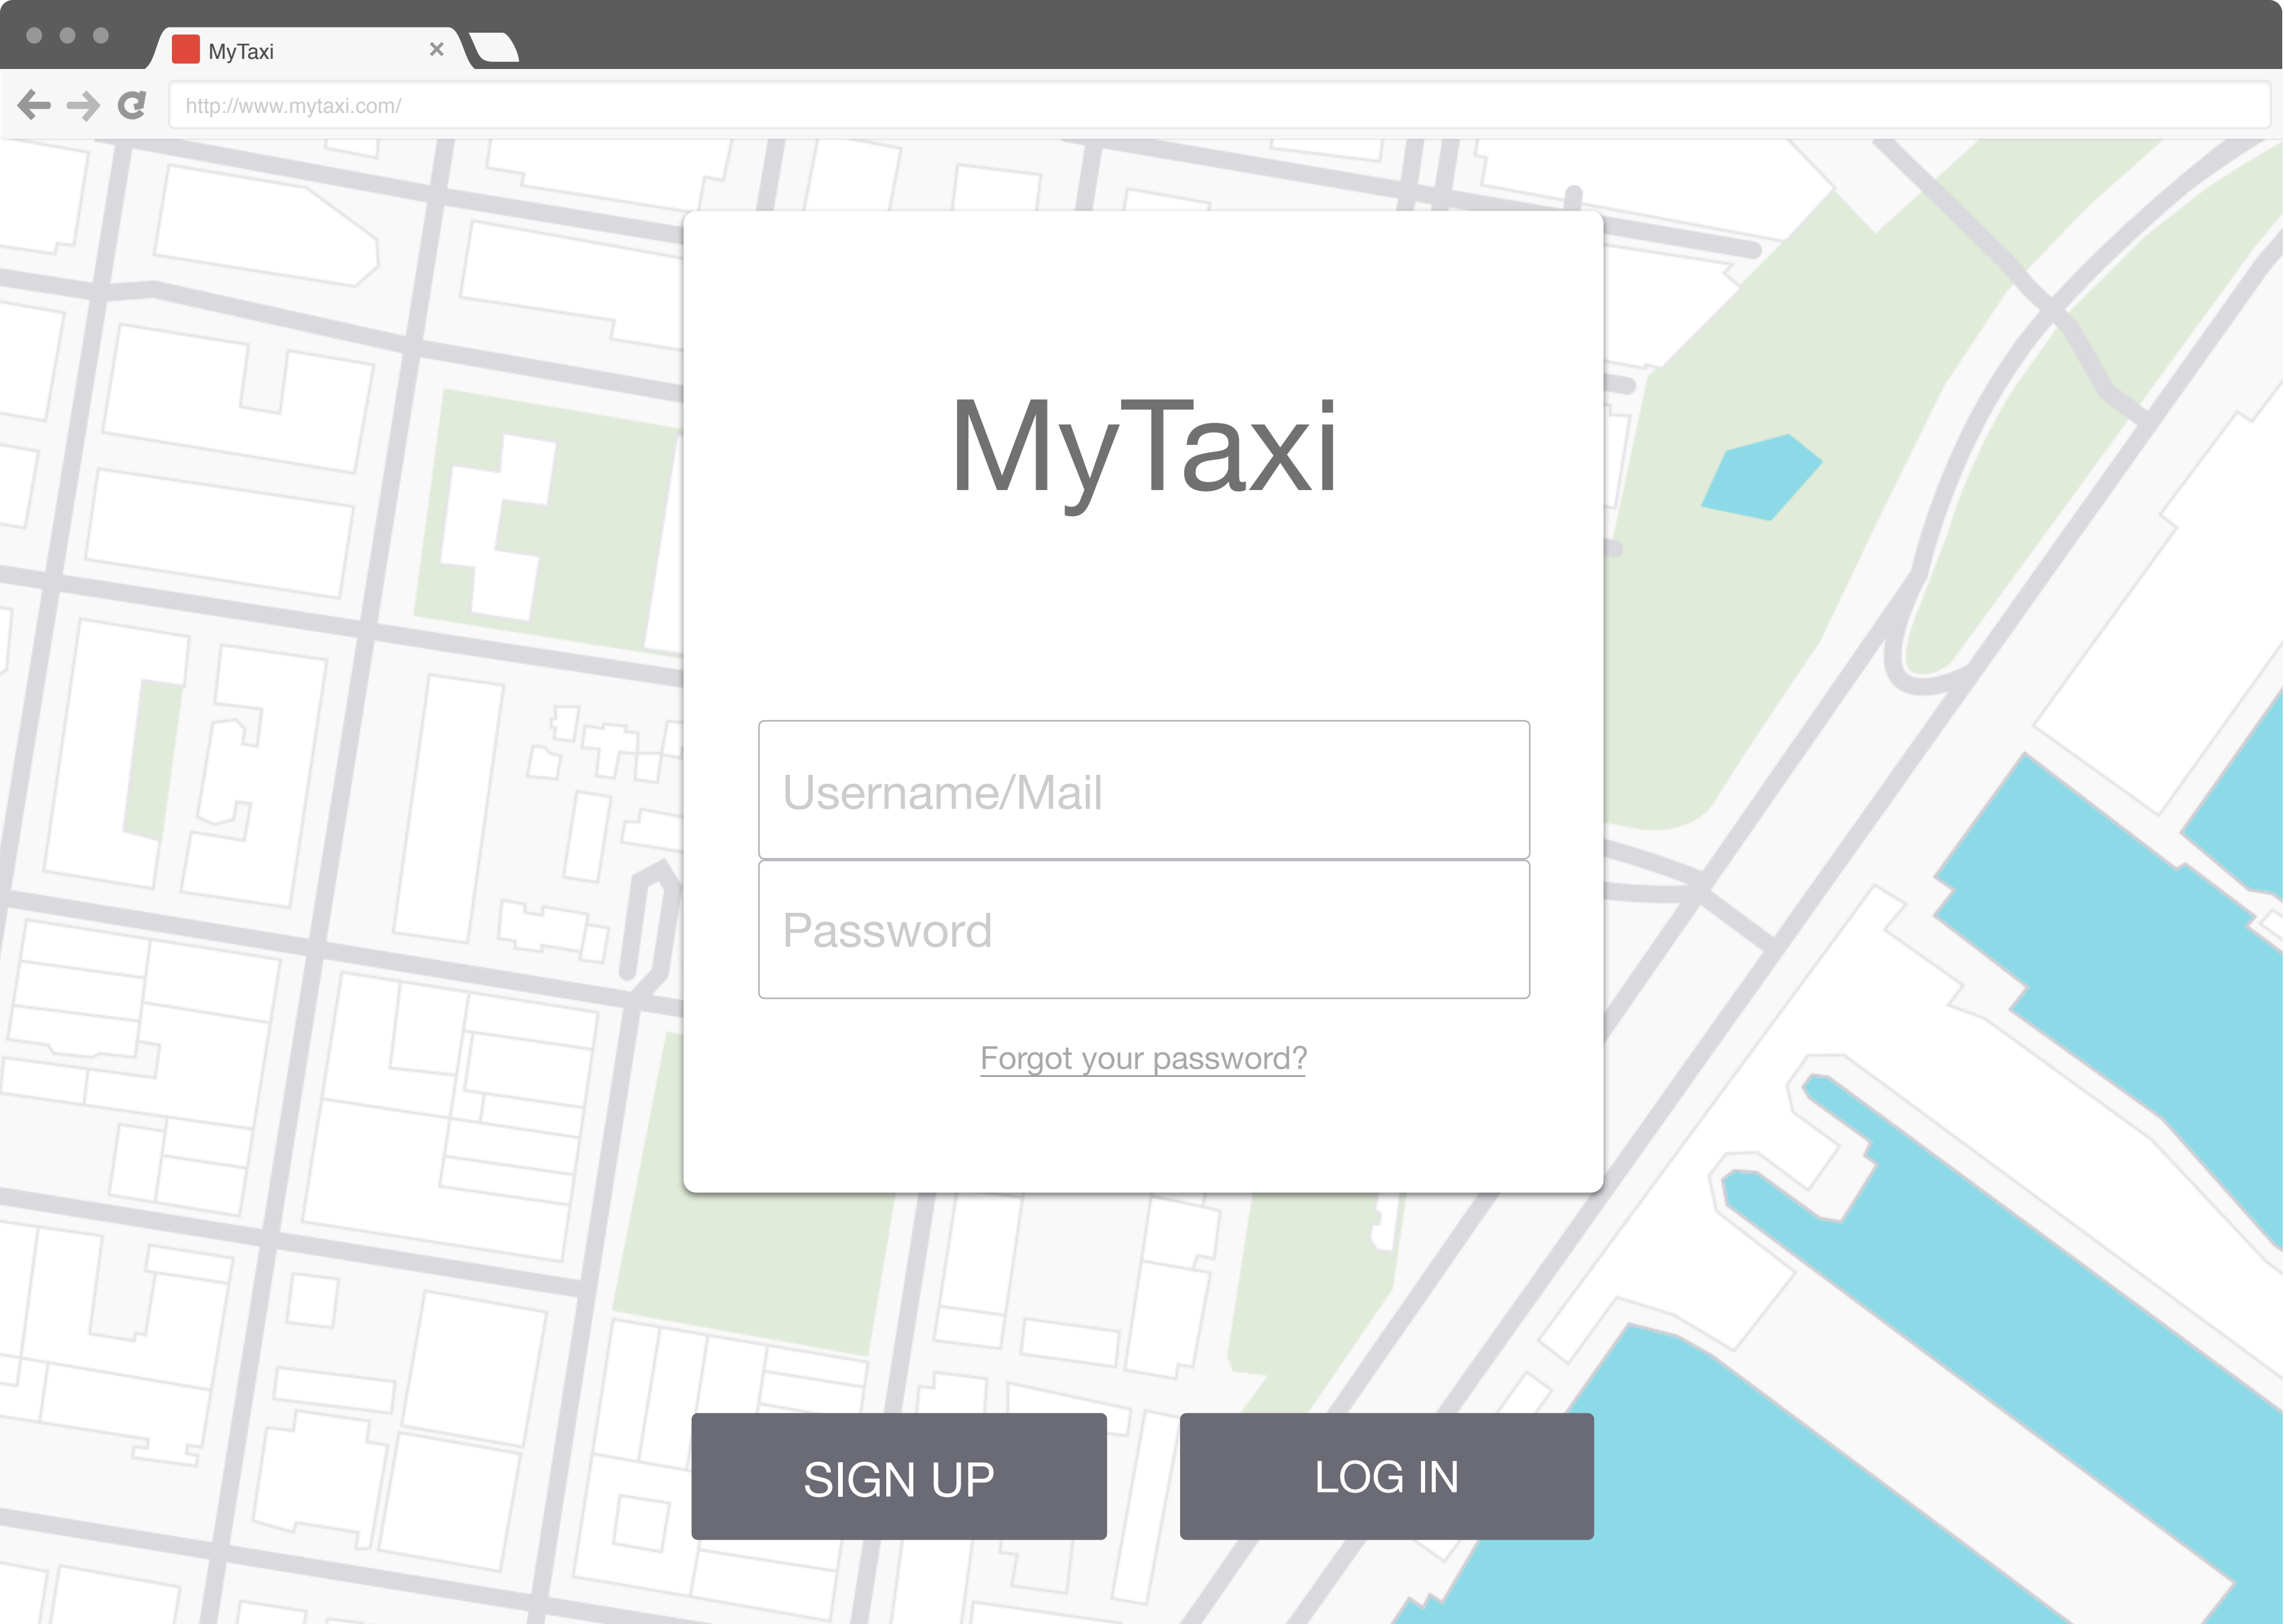 MyTaxi
http://www.mytaxi.com/
MyTaxi
Username/Mail
Password
Forgot your password?
SIGN UP
LOG IN